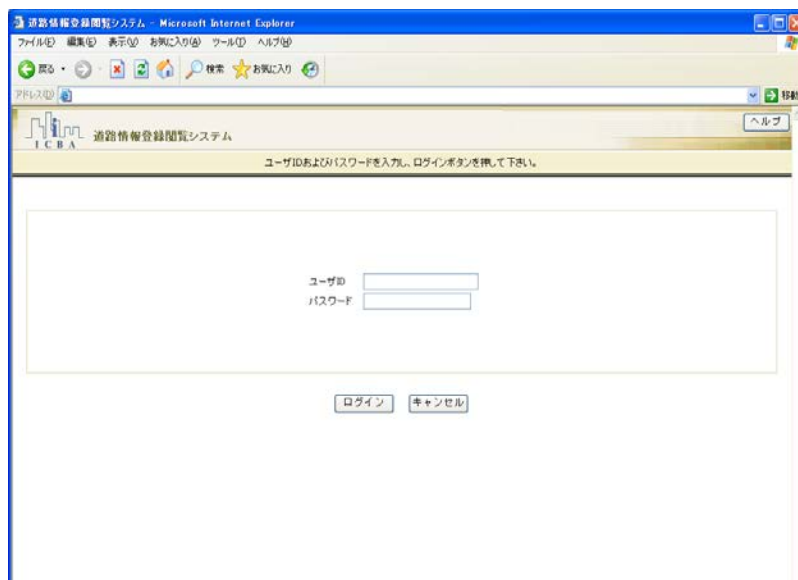 道路情報登録閲覧システム - Microsoft Internet Explorer
ファイル(F) 編集(E) 表示(V) お気に入り(A) ツール(T) ヘルプ(H)
戻る 検索 お気に入り
アドレス(D) 移動
ICBA 道路情報登録閲覧システム ヘルプ
ユーザIDおよびパスワードを入力し、ログインボタンを押して下さい。
ユーザID
パスワード
ログイン キャンセル